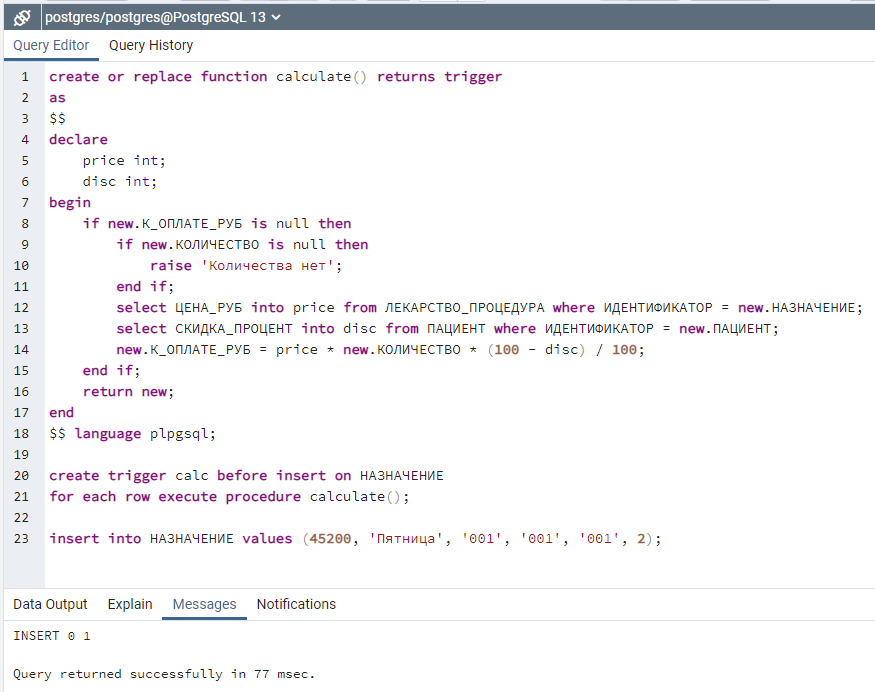 postgres/postgres@PostgreSQL 13
Query Editor Query History
1 create or replace function calculate() returns trigger
2 as
3 $$
4 declare
5 price int;
6 disc int;
7 begin
8 if new.К_ОПЛАТЕ_РУБ is null then
9 if new.КОЛИЧЕСТВО is null then
10 raise 'Количества нет';
11 end if;
12 select ЦЕНА_РУБ into price from ЛЕКАРСТВО_ПРОЦЕДУРА where ИДЕНТИФИКАТОР = new.НАЗНАЧЕНИЕ;
13 select СКИДКА_ПРОЦЕНТ into disc from ПАЦИЕНТ where ИДЕНТИФИКАТОР = new.ПАЦИЕНТ;
14 new.К_ОПЛАТЕ_РУБ = price * new.КОЛИЧЕСТВО * (100 - disc) / 100;
15 end if;
16 return new;
17 end
18 $$ language plpgsql;
19
20 create trigger calc before insert on НАЗНАЧЕНИЕ
21 for each row execute procedure calculate();
22
23 insert into НАЗНАЧЕНИЕ values (45200, 'Пятница', '001', '001', '001', 2);
Data Output Explain Messages Notifications
INSERT 0 1
Query returned successfully in 77 msec.